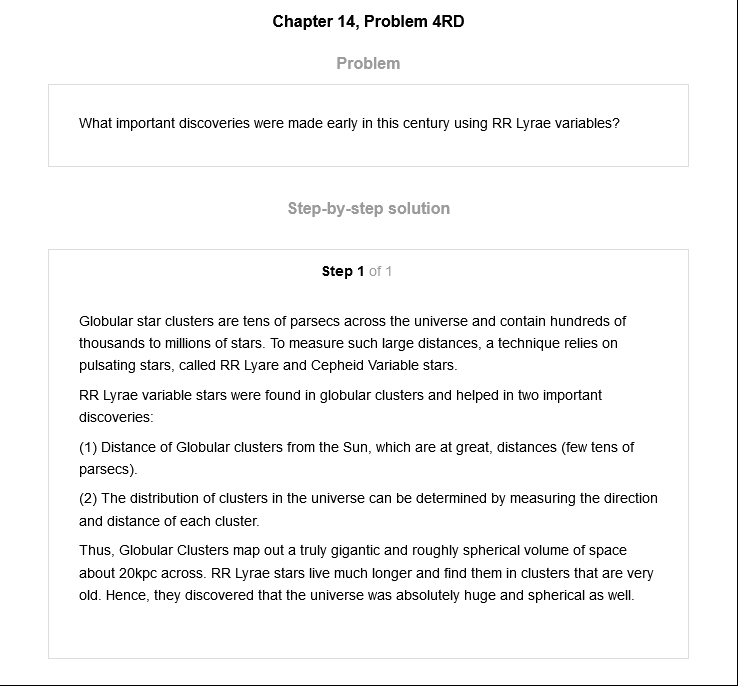 Chapter 14, Problem 4RD
Problem
What important discoveries were made early in this century using RR Lyrae variables?
Step-by-step solution
Step 1 of 1
Globular star clusters are tens of parsecs across the universe and contain hundreds of
thousands to millions of stars. To measure such large distances, a technique relies on
pulsating stars, called RR Lyare and Cepheid Variable stars.
RR Lyrae variable stars were found in globular clusters and helped in two important
discoveries:
(1) Distance of Globular clusters from the Sun, which are at great, distances (few tens of
parsecs).
(2) The distribution of clusters in the universe can be determined by measuring the direction
and distance of each cluster.
Thus, Globular Clusters map out a truly gigantic and roughly spherical volume of space
about 20kpc across. RR Lyrae stars live much longer and find them in clusters that are very
old. Hence, they discovered that the universe was absolutely huge and spherical as well.